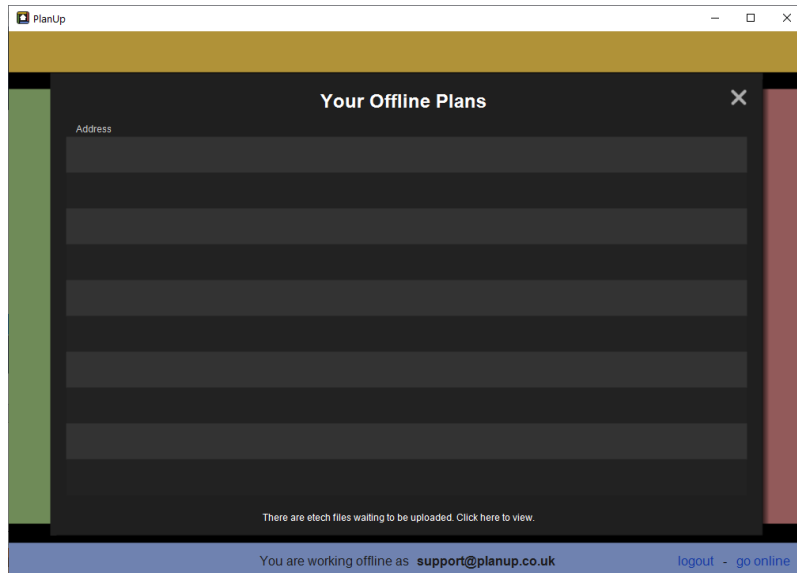 PlanUp
Your Offline Plans
Address
There are etech files waiting to be uploaded. Click here to view.
You are working offline as support@planup.co.uk logout - go online